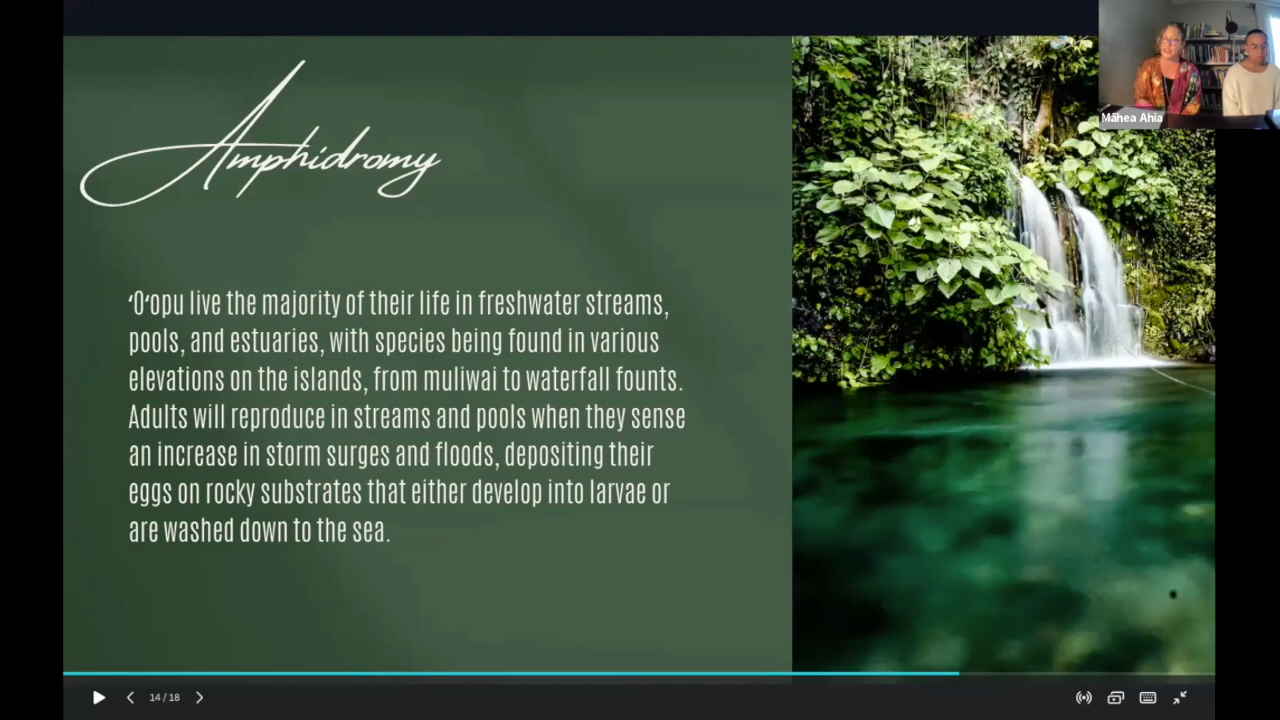 Māhea Ahia
Amphidromy
ʻOʻopu live the majority of their life in freshwater streams,
pools, and estuaries, with species being found in various
elevations on the islands, from muliwai to waterfall founts.
Adults will reproduce in streams and pools when they sense
an increase in storm surges and floods, depositing their
eggs on rocky substrates that either develop into larvae or
are washed down to the sea.
14 / 18